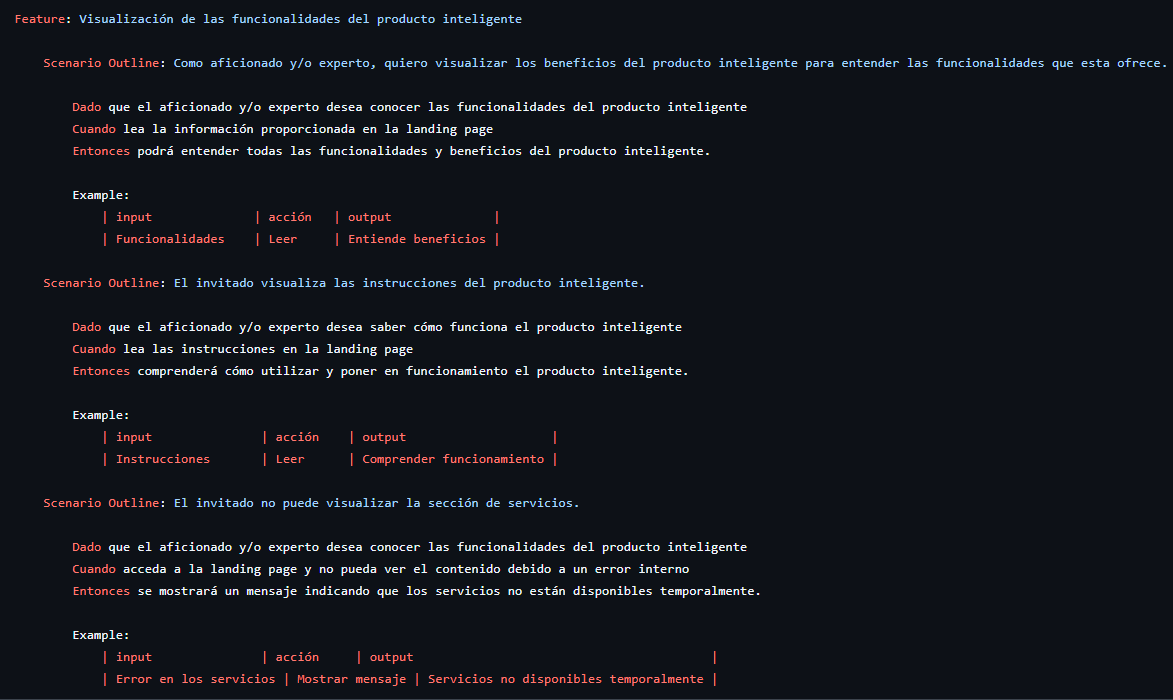 Feature: Visualización de las funcionalidades del producto inteligente
Scenario Outline: Como aficionado y/o experto, quiero visualizar los beneficios del producto inteligente para entender las funcionalidades que esta ofrece.
Dado que el aficionado y/o experto desea conocer las funcionalidades del producto inteligente
Cuando lea la información proporcionada en la landing page
Entonces podrá entender todas las funcionalidades y beneficios del producto inteligente.
Example:
| input | acción | output |
| Funcionalidades | Leer | Entiende beneficios |
Scenario Outline: El invitado visualiza las instrucciones del producto inteligente.
Dado que el aficionado y/o experto desea saber cómo funciona el producto inteligente
Cuando lea las instrucciones en la landing page
Entonces comprenderá cómo utilizar y poner en funcionamiento el producto inteligente.
Example:
| input | acción | output |
| Instrucciones | Leer | Comprender funcionamiento |
Scenario Outline: El invitado no puede visualizar la sección de servicios.
Dado que el aficionado y/o experto desea conocer las funcionalidades del producto inteligente
Cuando acceda a la landing page y no pueda ver el contenido debido a un error interno
Entonces se mostrará un mensaje indicando que los servicios no están disponibles temporalmente.
Example:
| input | acción | output |
| Error en los servicios | Mostrar mensaje | Servicios no disponibles temporalmente |